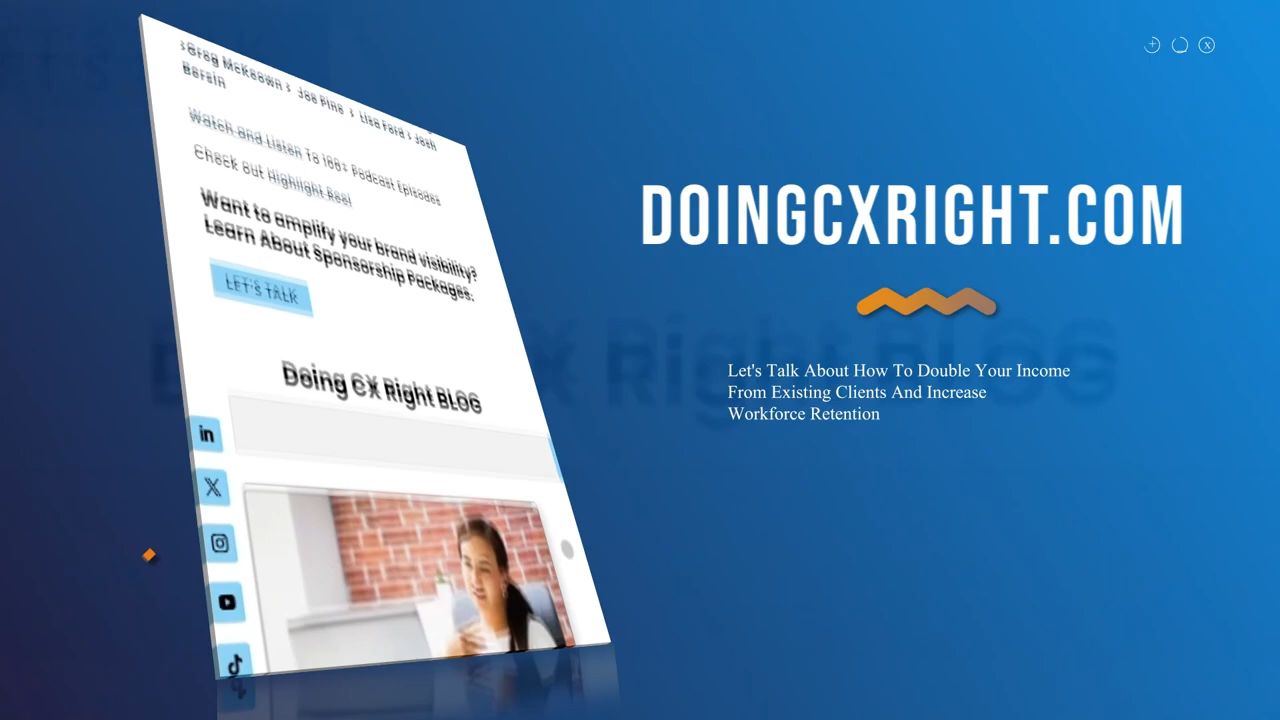 › Greg McKeown › Joe Pine › Lisa Ford › Josh
Bersin
Watch and Listen To 100+ Podcast Episodes
Check out Highlight Reel
Want to amplify your brand visibility?
Learn About Sponsorship Packages.
LET'S TALK
Doing CX Right BLOG
in
X
DOINGCXRIGHT.COM
Let's Talk About How To Double Your Income
From Existing Clients And Increase
Workforce Retention